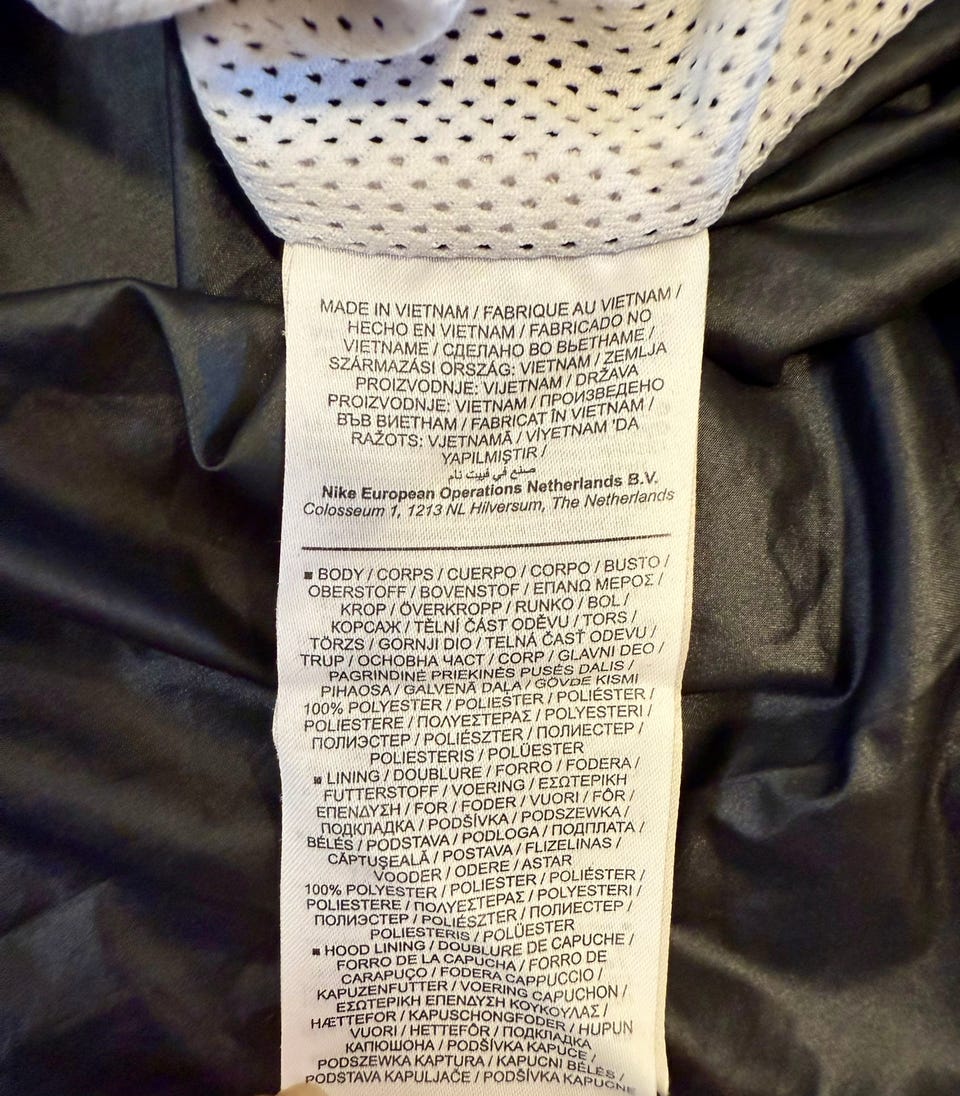 MADE IN VIETNAM / FABRIQUE AU VIETNAM /
HECHO EN VIETNAM / FABRICADO NO
VIETNAME / СДЕЛАНО ВО ВЬЕТНАМЕ /
SZÁRMAZÁSI ORSZÁG: VIETNAM / ZEMLJA
PROIZVODNJE: VIJETNAM / DRŽAVA
PROIZVODNJE: VIETNAM / ПРОИЗВЕДЕНО
ВЪВ ВИЕТНАМ / FABRICAT ÎN VIETNAM /
RAŽOTS: VJETNAMĀ / VİYETNAM 'DA
YAPILMIŞTIR /
صنع في فييت نام
Nike European Operations Netherlands B.V.
Colosseum 1, 1213 NL Hilversum, The Netherlands
■ BODY / CORPS / CUERPO / CORPO / BUSTO /
OBERSTOFF / BOVENSTOF / ΕΠΑΝΩ ΜΕΡΟΣ /
KROP / ÖVERKROPP / RUNKO / BOL /
КОРСАЖ / TĚLNÍ ČÁST ODĚVU / TORS /
TÖRZS / GORNJI DIO / TELNÁ ČASŤ ODEVU /
TRUP / ОСНОВНА ЧАСТ / CORP / GLAVNI DEO /
PAGRINDINĖ PRIEKINĖS PUSĖS DALIS /
PIHAOSA / GALVENĀ DAĻA / GÖVDE KISMI
100% POLYESTER / POLIESTER / POLIÉSTER /
POLIESTERE / ΠΟΛΥΕΣΤΕΡΑΣ / POLYESTERI /
ПОЛИЭСТЕР / POLIÉSZTER / ПОЛИЕСТЕР /
POLIESTERIS / POLÜESTER
■ LINING / DOUBLURE / FORRO / FODERA /
FUTTERSTOFF / VOERING / ΕΣΩΤΕΡΙΚΗ
ΕΠΕΝΔΥΣΗ / FOR / FODER / VUORI / FÔR /
ПОДКЛАДКА / PODŠÍVKA / PODSZEWKA /
BÉLÉS / PODSTAVA / PODLOGA / ПОДПЛАТА /
CĂPTUŞEALĂ / POSTAVA / FLIZELINAS /
VOODER / ODERE / ASTAR
100% POLYESTER / POLIESTER / POLIÉSTER /
POLIESTERE / ΠΟΛΥΕΣΤΕΡΑΣ / POLYESTERI /
ПОЛИЭСТЕР / POLIÉSZTER / ПОЛИЕСТЕР /
POLIESTERIS / POLÜESTER
■ HOOD LINING / DOUBLURE DE CAPUCHE /
FORRO DE LA CAPUCHA / FORRO DE
CARAPUÇO / FODERA CAPPUCCIO /
KAPUZENFUTTER / VOERING CAPUCHON /
ΕΣΩΤΕΡΙΚΗ ΕΠΕΝΔΥΣΗ ΚΟΥΚΟΥΛΑΣ /
HÆTTEFOR / KAPUSCHONGFODER / HUPUN
VUORI / HETTEFÔR / ПОДКЛАДКА
КАПЮШОНА / PODŠÍVKA KAPUCE /
PODSZEWKA KAPTURA / KAPUCNI BÉLÉS /
PODSTAVA KAPULJAČE / PODŠÍVKA KAPUCNE